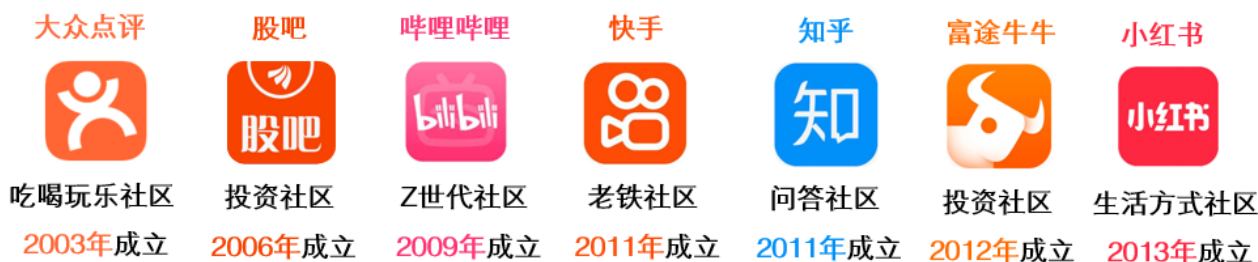 大众点评 股吧 哔哩哔哩 快手 知乎 富途牛牛 小红书
股吧 bilibili 知 小红书
吃喝玩乐社区 投资社区 Z世代社区 老铁社区 问答社区 投资社区 生活方式社区
2003年成立 2006年成立 2009年成立 2011年成立 2011年成立 2012年成立 2013年成立